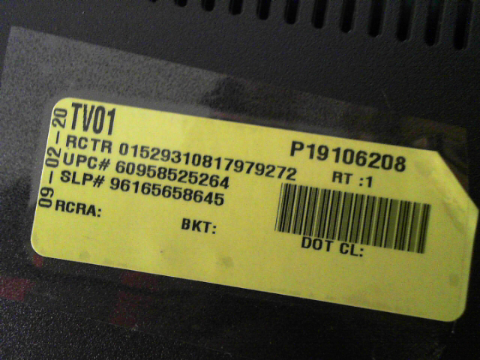 09-02-20
TV01
RCTR 01529310817979272
UPC# 60958525264
SLP# 96165658645
RCRA:
BKT:
P19106208
RT :1
DOT CL: